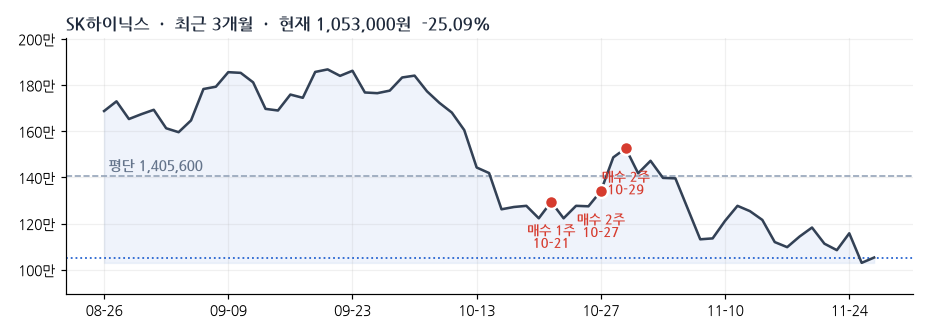 SK하이닉스 · 최근 3개월 · 현재 1,053,000원 -25.09%
200만
180만
160만
140만
120만
100만
평단 1,405,600
매수 1주
10-21
매수 2주
10-27
매수 2주
10-29
08-26
09-09
09-23
10-13
10-27
11-10
11-24